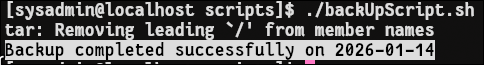 [sysadmin@localhost scripts]$ ./backUpScript.sh
tar: Removing leading `/' from member names
Backup completed successfully on 2026-01-14